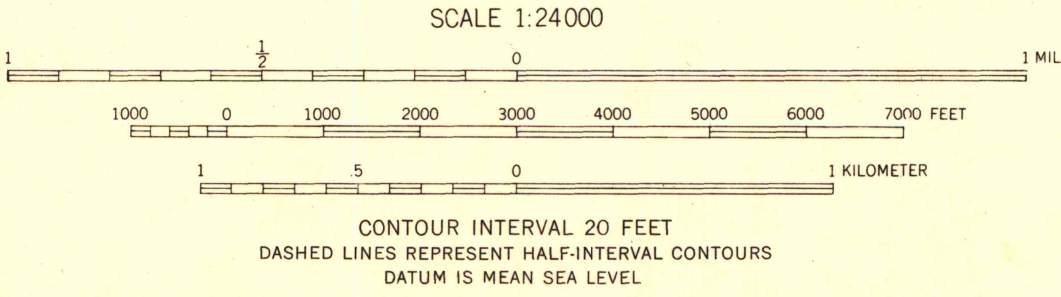 SCALE 1:24000
1 1/2 0 1 MIL
1000 0 1000 2000 3000 4000 5000 6000 7000 FEET
1 .5 0 1 KILOMETER
CONTOUR INTERVAL 20 FEET
DASHED LINES REPRESENT HALF-INTERVAL CONTOURS
DATUM IS MEAN SEA LEVEL